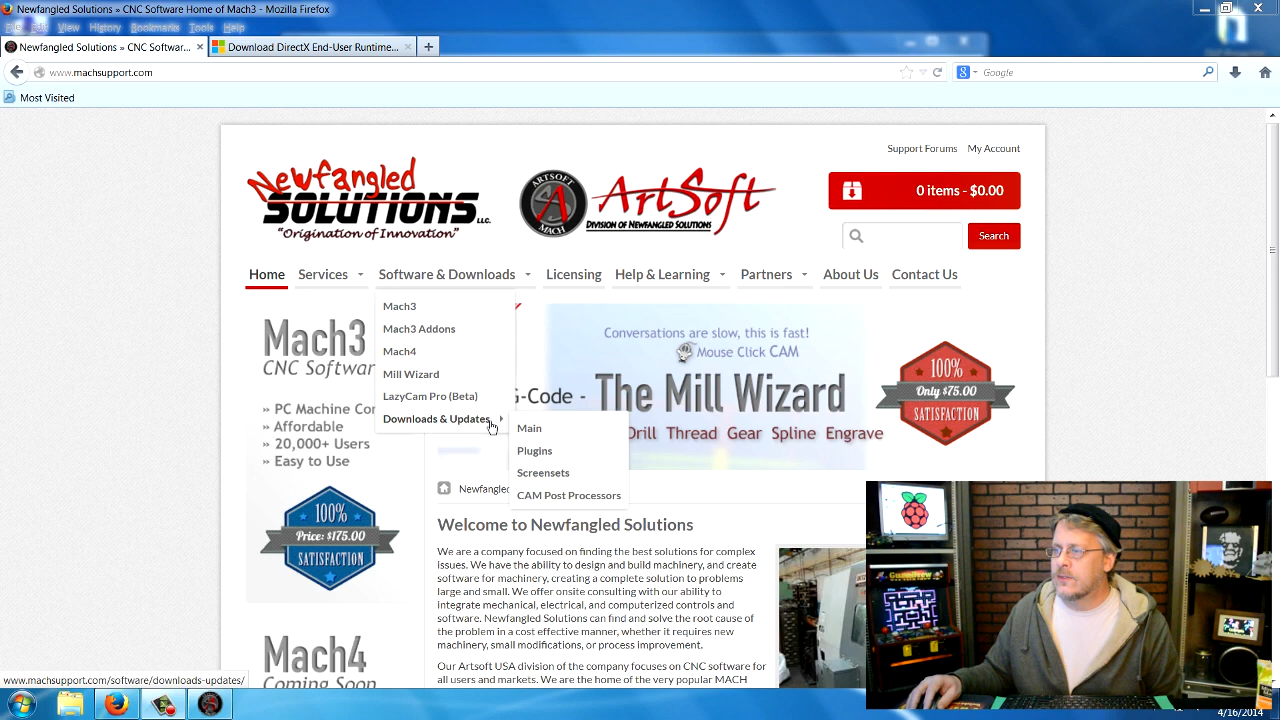 Newfangled Solutions » CNC Software Home of Mach3 - Mozilla Firefox
File Edit View History Bookmarks Tools Help
Newfangled Solutions » CNC Softwar... ×
Download DirectX End-User Runtime... ×
www.machsupport.com
Google
Most Visited
Support Forums My Account
Newfangled
SOLUTIONS LLC.
"Origination of Innovation"
ARTSOFT
MACH
ArtSoft
DIVISION OF NEWFANGLED SOLUTIONS
0 items - $0.00
Search
Home Services Software & Downloads Licensing Help & Learning Partners About Us Contact Us
Mach3
Mach3 Addons
Mach4
Mill Wizard
LazyCam Pro (Beta)
Downloads & Updates
Main
Plugins
Screensets
CAM Post Processors
Mach3
CNC Softwar
» PC Machine Con
» Affordable
» 20,000+ Users
» Easy to Use
100%
Price: $175.00
SATISFACTION
Conversations are slow, this is fast!
Mouse Click CAM
G-Code - The Mill Wizard
Drill Thread Gear Spline Engrave
100%
Only $75.00
SATISFACTION
Newfangled
Welcome to Newfangled Solutions
We are a company focused on finding the best solutions for complex
issues. We have the ability to design and build machinery, and create
software for machinery, creating a complete solution to problems
large and small. We offer onsite consulting with our ability to
integrate mechanical, electrical, and computerized controls and
software. Newfangled Solutions can find and solve the root cause of
the problem in a cost effective manner, whether it requires new
machinery, small modifications, or process improvement.
Our Artsoft USA division of the company focuses on CNC software for
all users and markets. We are the home of the very popular MACH
Mach4
Coming Soon
www.machsupport.com/software/downloads-updates/
4/16/2014